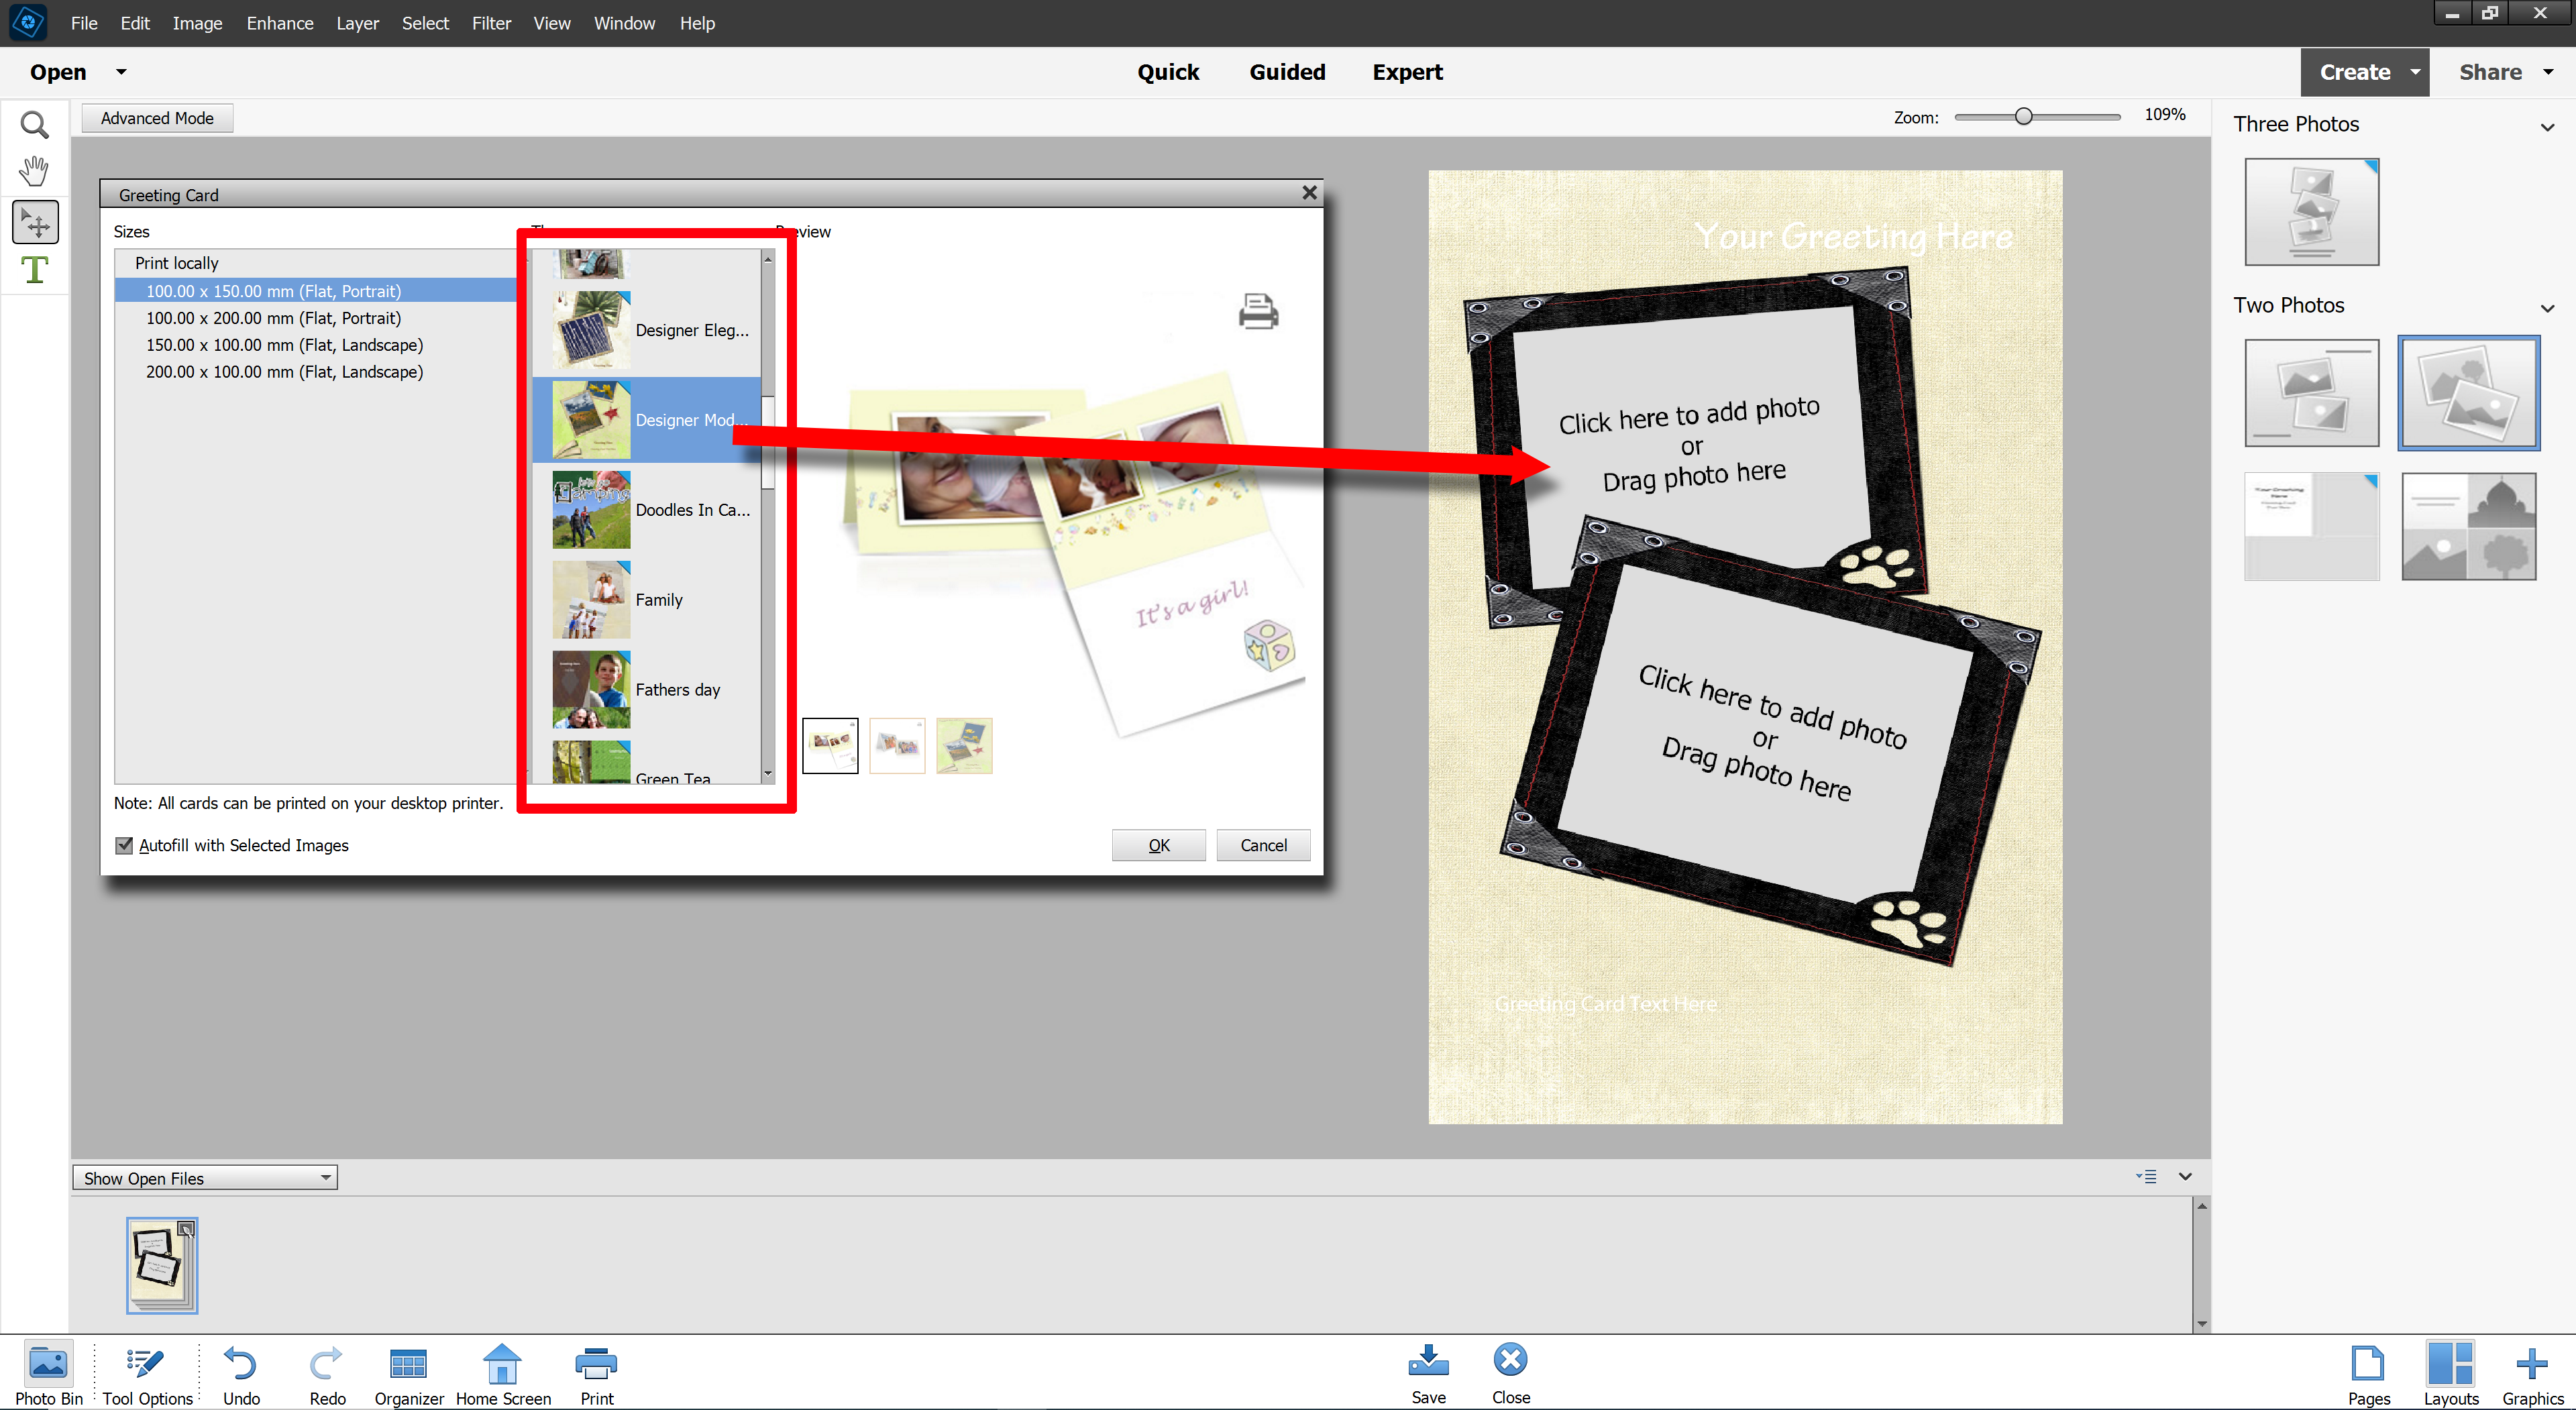 File Edit Image Enhance Layer Select Filter View Window Help
Open Quick Guided Expert Create Share
Advanced Mode Zoom: 109%
Greeting Card
Sizes Preview
Print locally
100.00 x 150.00 mm (Flat, Portrait)
100.00 x 200.00 mm (Flat, Portrait)
150.00 x 100.00 mm (Flat, Landscape)
200.00 x 100.00 mm (Flat, Landscape)
Designer Eleg...
Designer Mod...
Doodles In Ca...
Family
Fathers day
Green Tea
It's a girl!
Note: All cards can be printed on your desktop printer.
Autofill with Selected Images
OK Cancel
Your Greeting Here
Click here to add photo
or
Drag photo here
Click here to add photo
or
Drag photo here
Greeting Card Text Here
Three Photos
Two Photos
Your Greeting
Here
Show Open Files
Photo Bin Tool Options Undo Redo Organizer Home Screen Print Save Close Pages Layouts Graphics